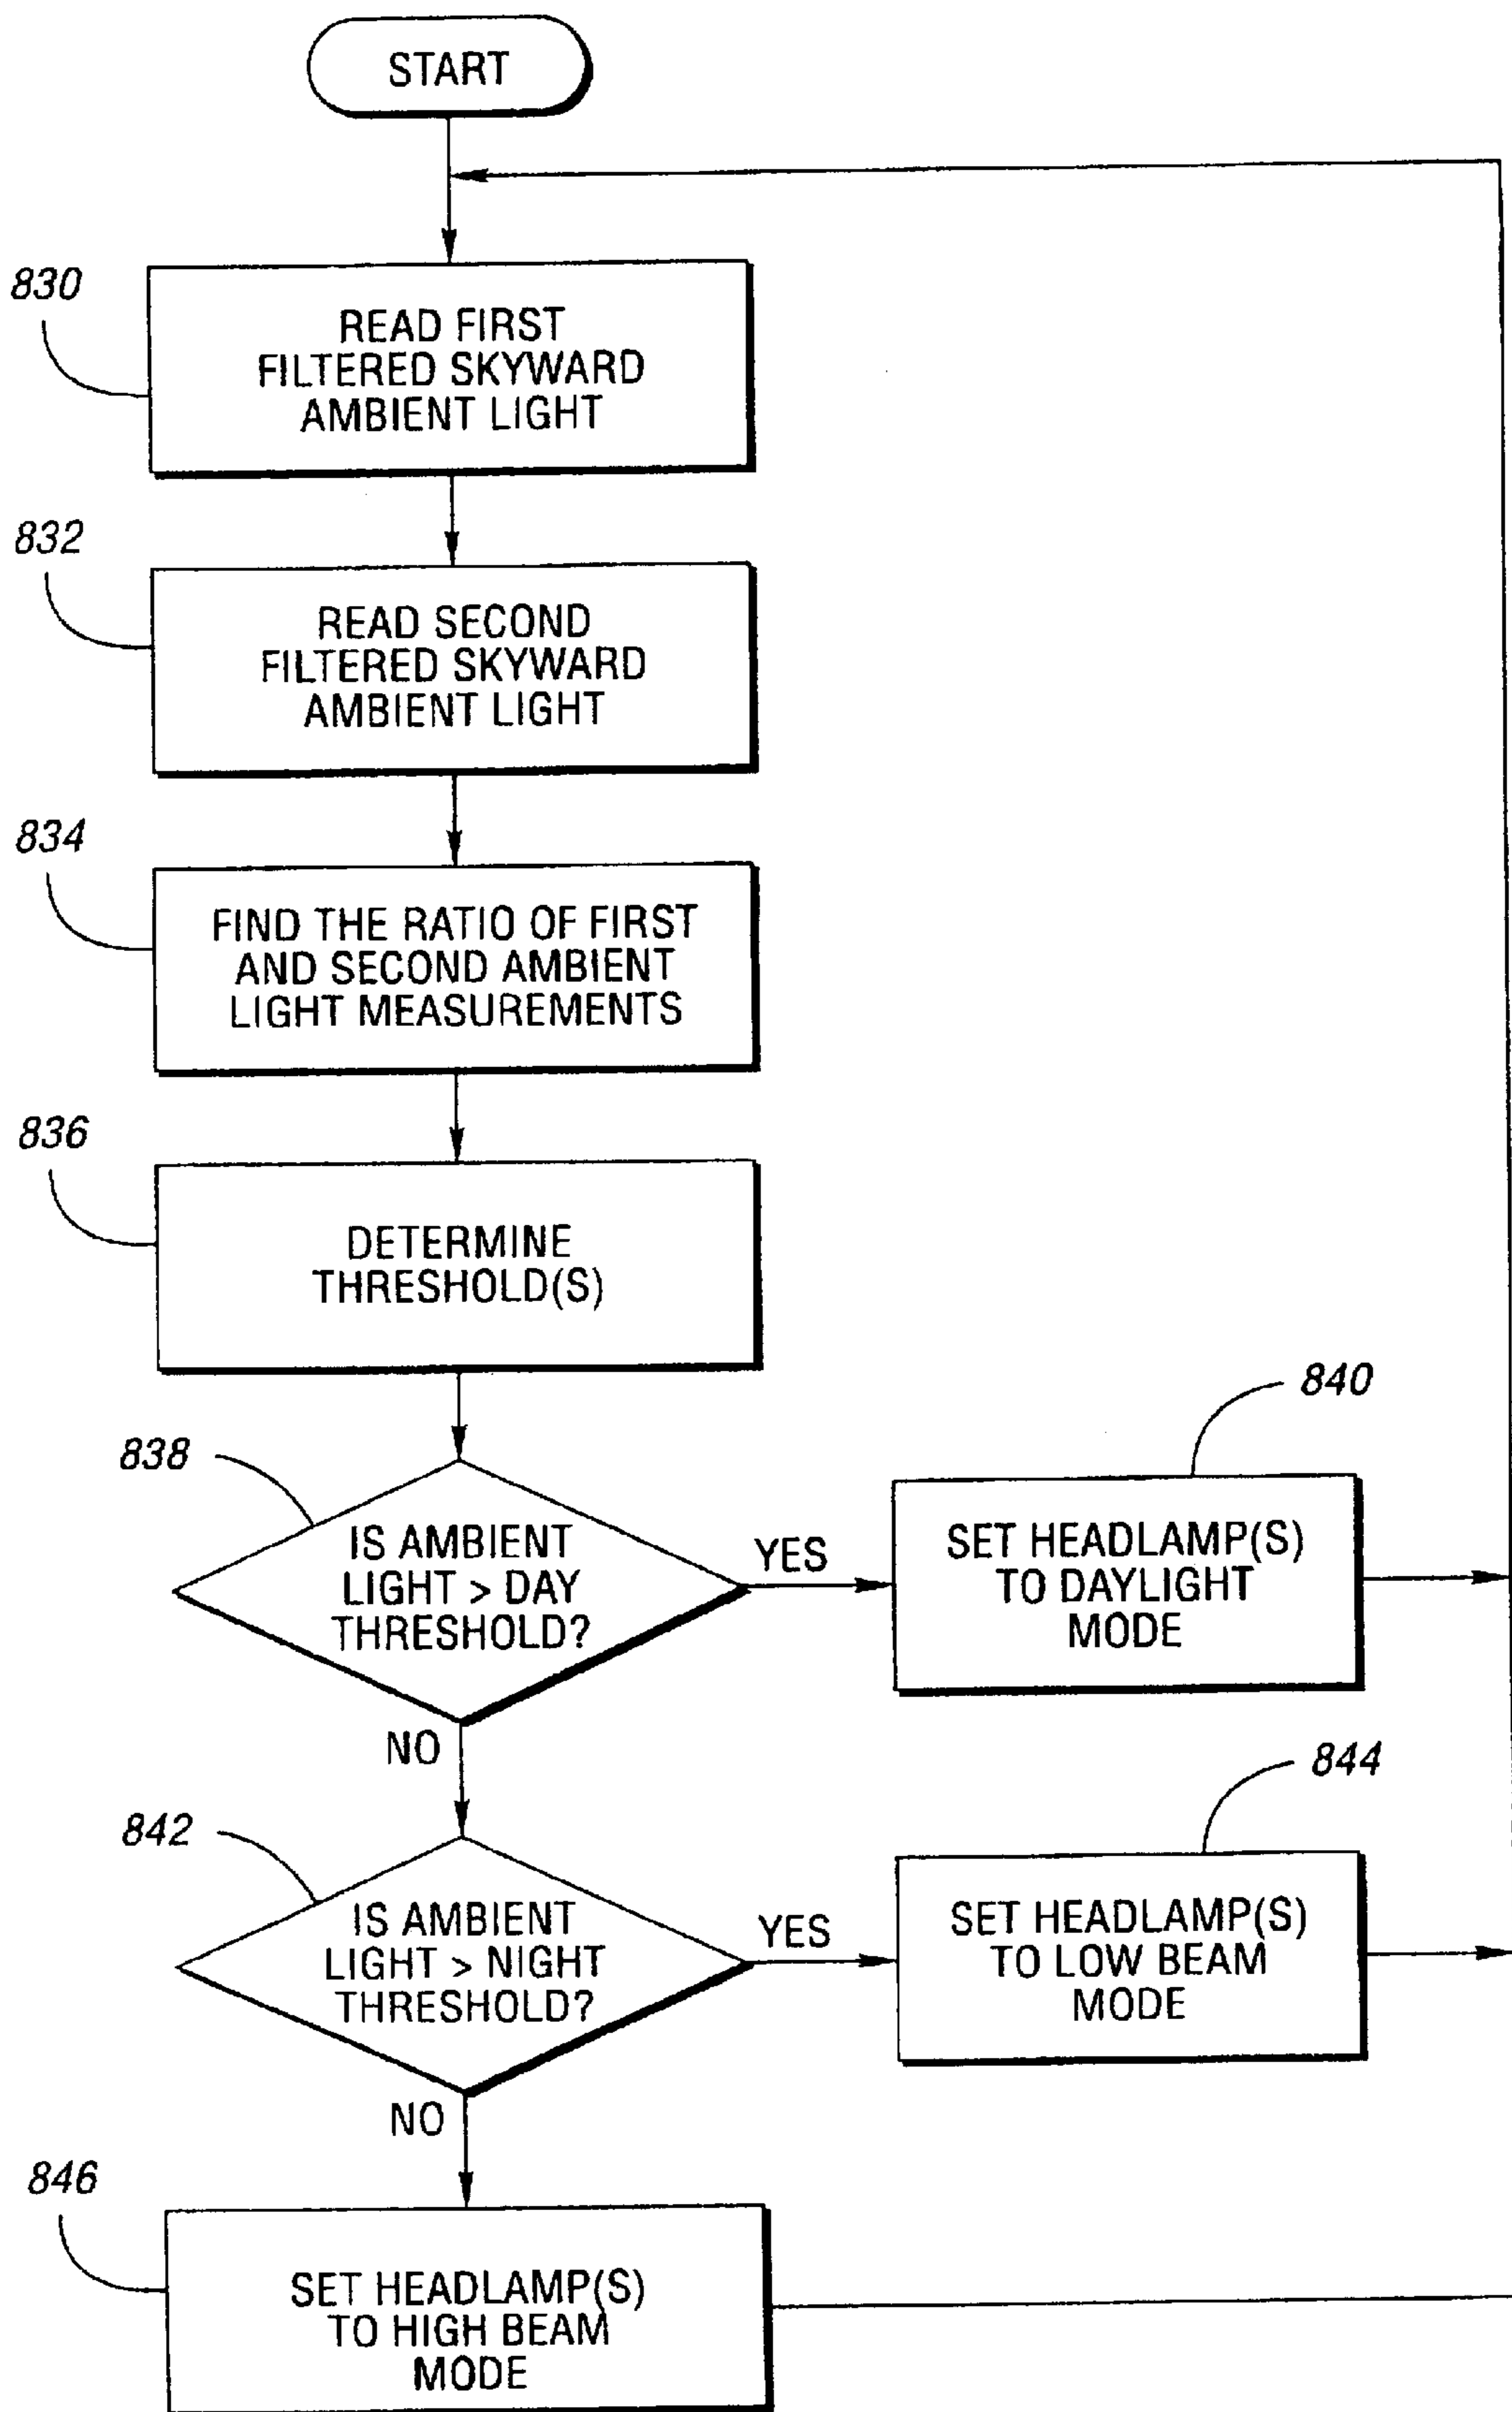 START
830
READ FIRST
FILTERED SKYWARD
AMBIENT LIGHT
832
READ SECOND
FILTERED SKYWARD
AMBIENT LIGHT
834
FIND THE RATIO OF FIRST
AND SECOND AMBIENT
LIGHT MEASUREMENTS
836
DETERMINE
THRESHOLD(S)
838
IS AMBIENT
LIGHT > DAY
THRESHOLD?
YES
840
SET HEADLAMP(S)
TO DAYLIGHT
MODE
NO
842
IS AMBIENT
LIGHT > NIGHT
THRESHOLD?
YES
844
SET HEADLAMP(S)
TO LOW BEAM
MODE
NO
846
SET HEADLAMP(S)
TO HIGH BEAM
MODE